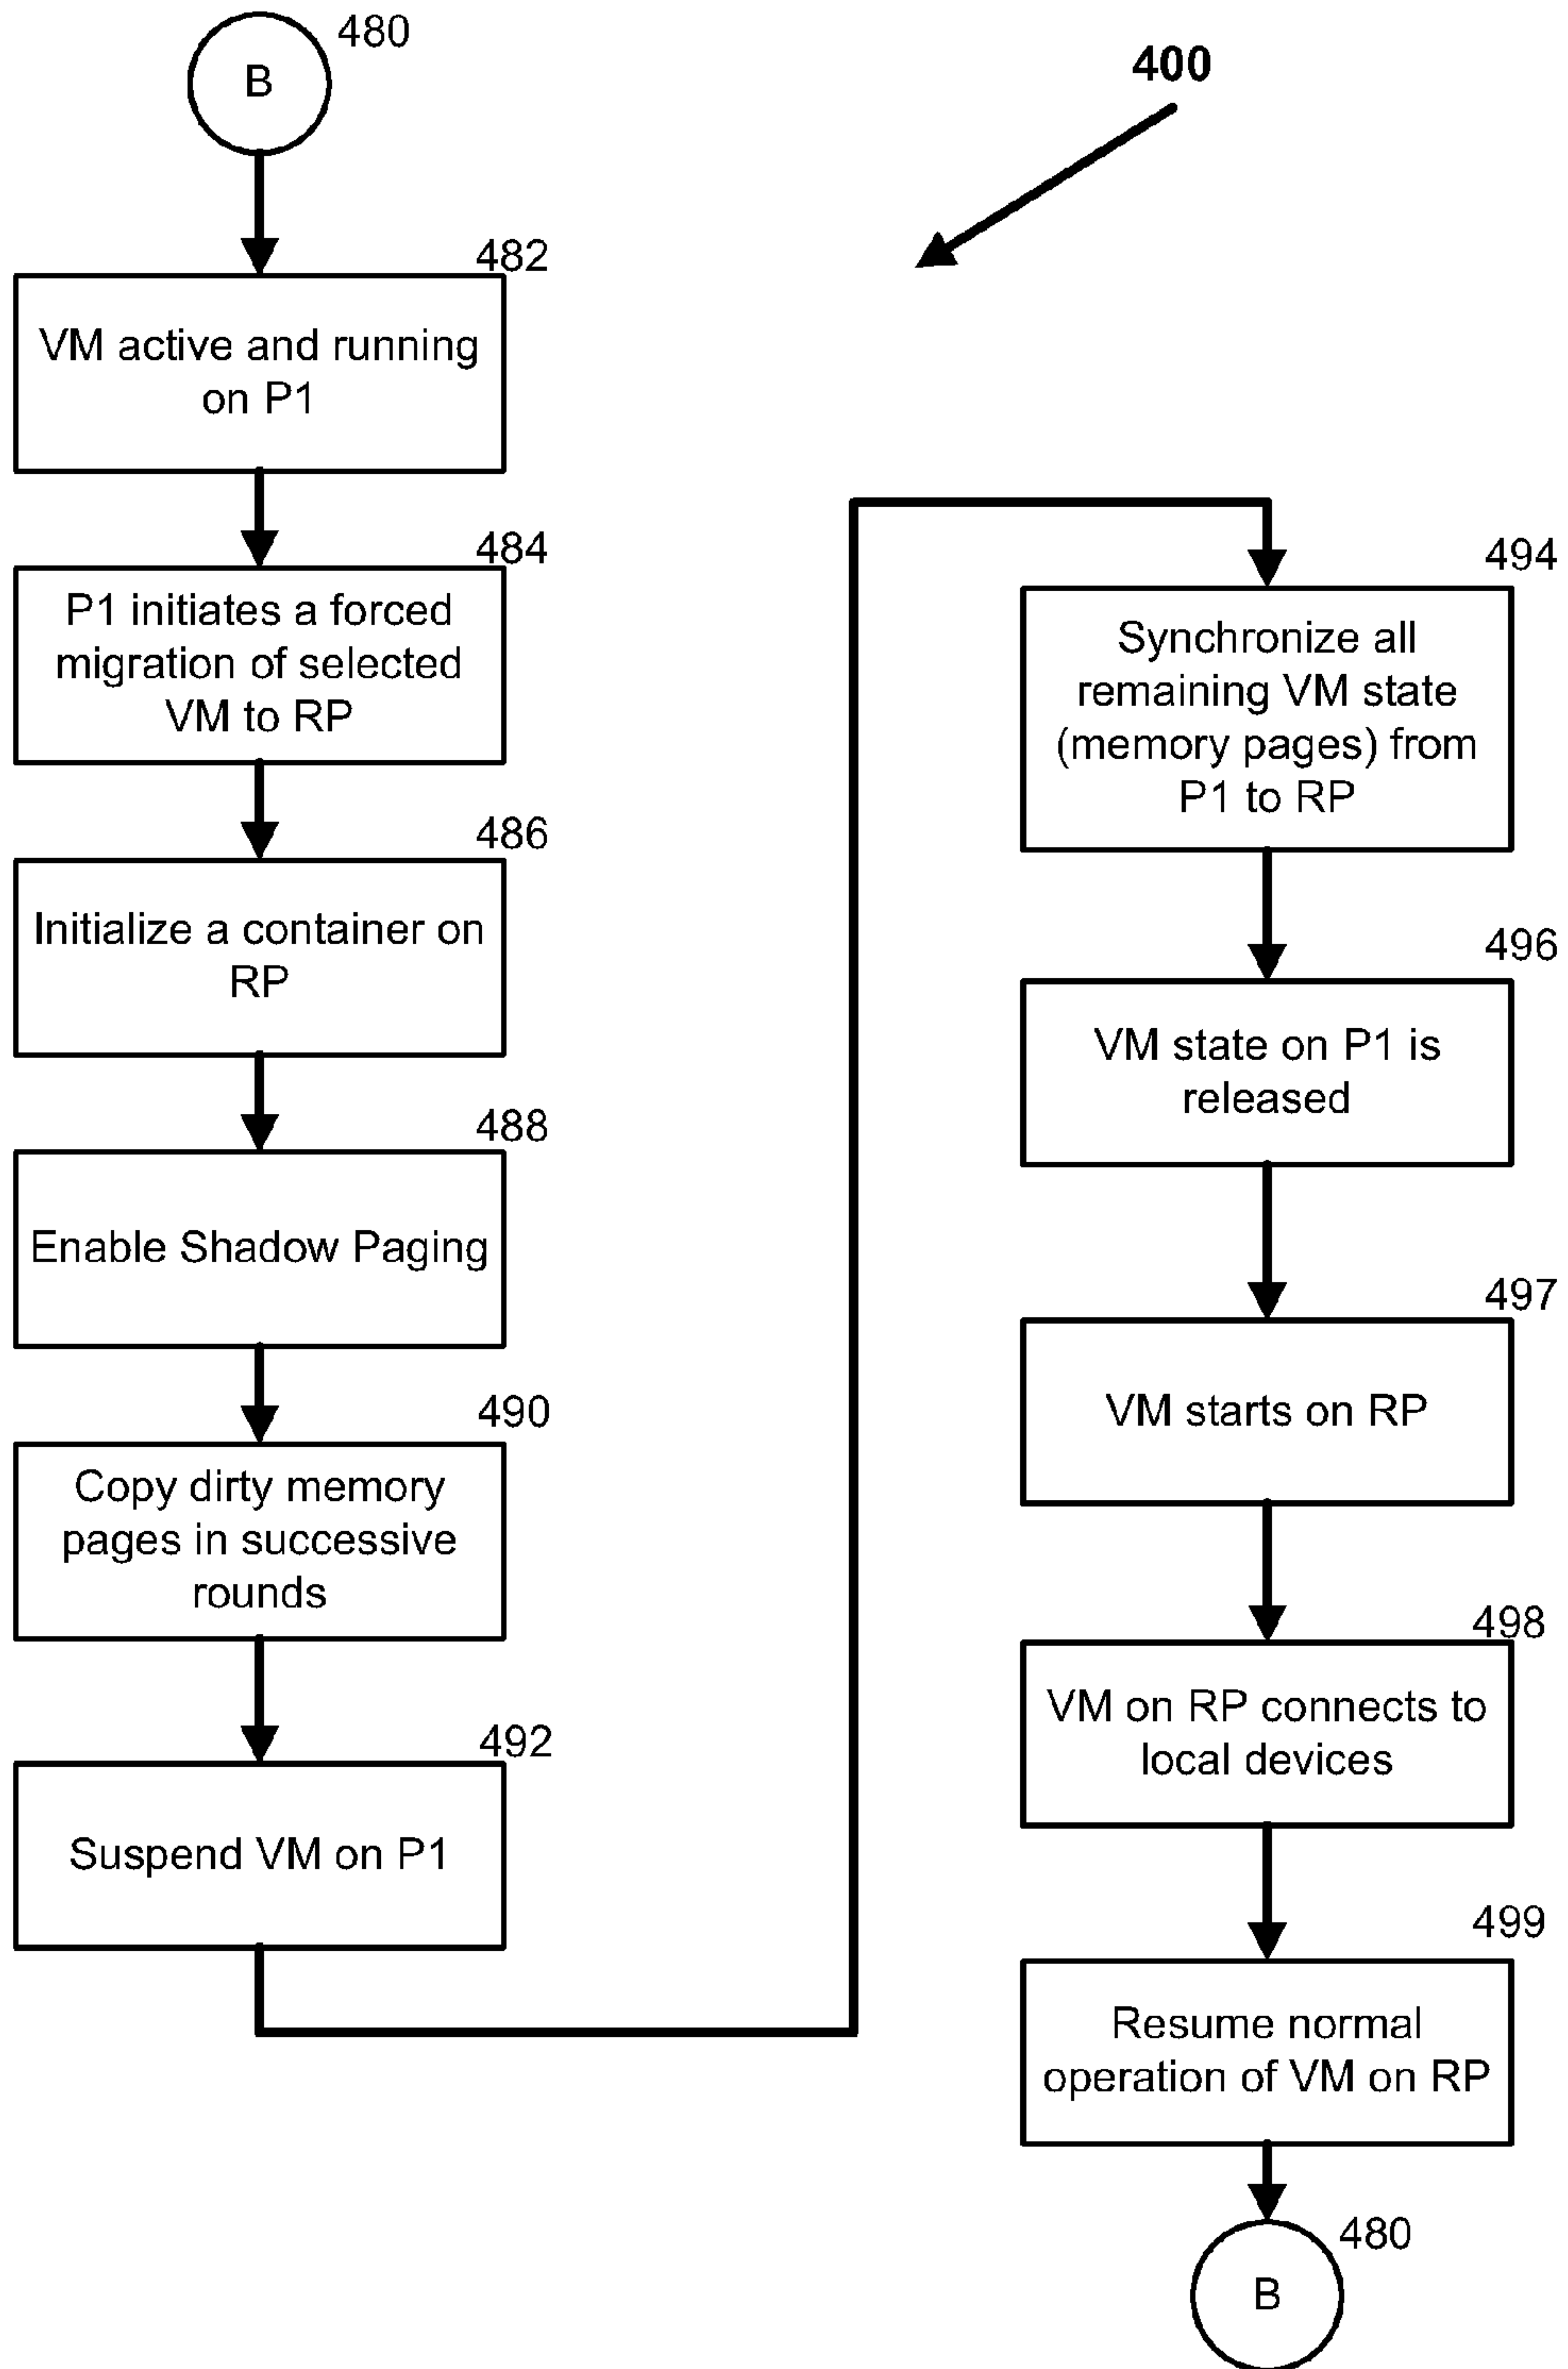 480
B
400
482
VM active and running
on P1
484
P1 initiates a forced
migration of selected
VM to RP
486
Initialize a container on
RP
488
Enable Shadow Paging
490
Copy dirty memory
pages in successive
rounds
492
Suspend VM on P1
494
Synchronize all
remaining VM state
(memory pages) from
P1 to RP
496
VM state on P1 is
released
497
VM starts on RP
498
VM on RP connects to
local devices
499
Resume normal
operation of VM on RP
480
B